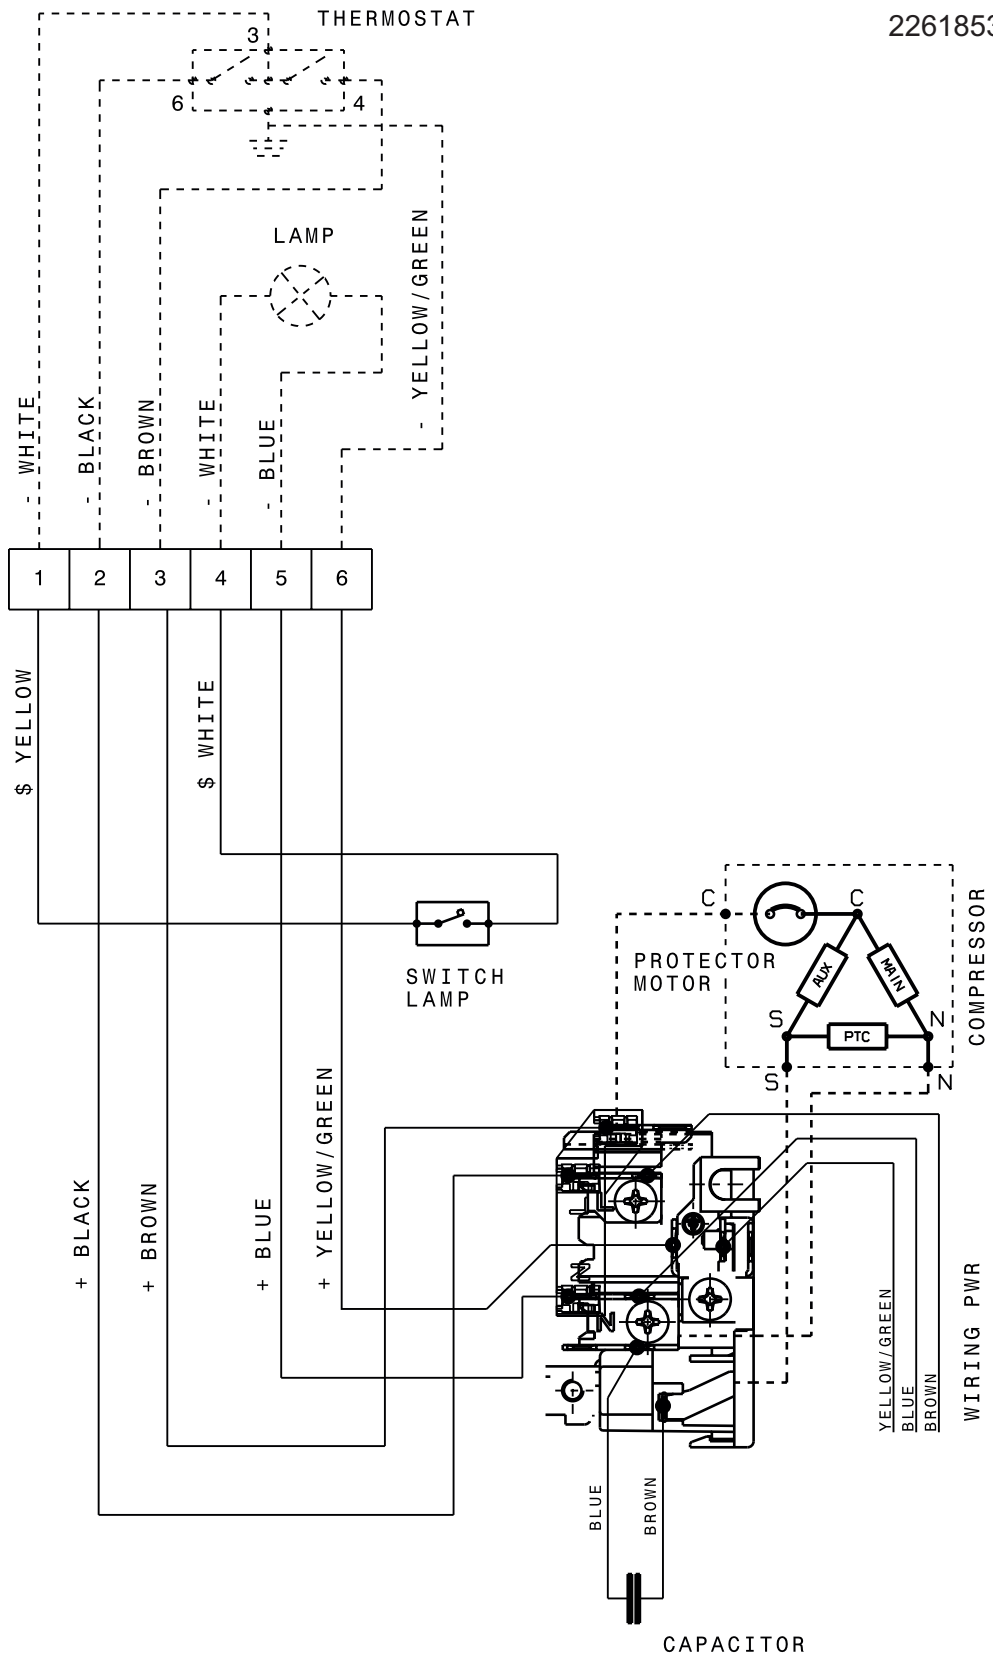 THERMOSTAT
2261853
3
6
4
LAMP
- WHITE
- BLACK
- BROWN
- WHITE
- BLUE
- YELLOW/GREEN
1 2 3 4 5 6
$ YELLOW
$ WHITE
SWITCH
LAMP
C
C
PROTECTOR
MOTOR
AUX
MAIN
PTC
S
N
S
N
COMPRESSOR
+ BLACK
+ BROWN
+ BLUE
+ YELLOW/GREEN
N
N
YELLOW/GREEN
BLUE
BROWN
WIRING PWR
BLUE
BROWN
CAPACITOR